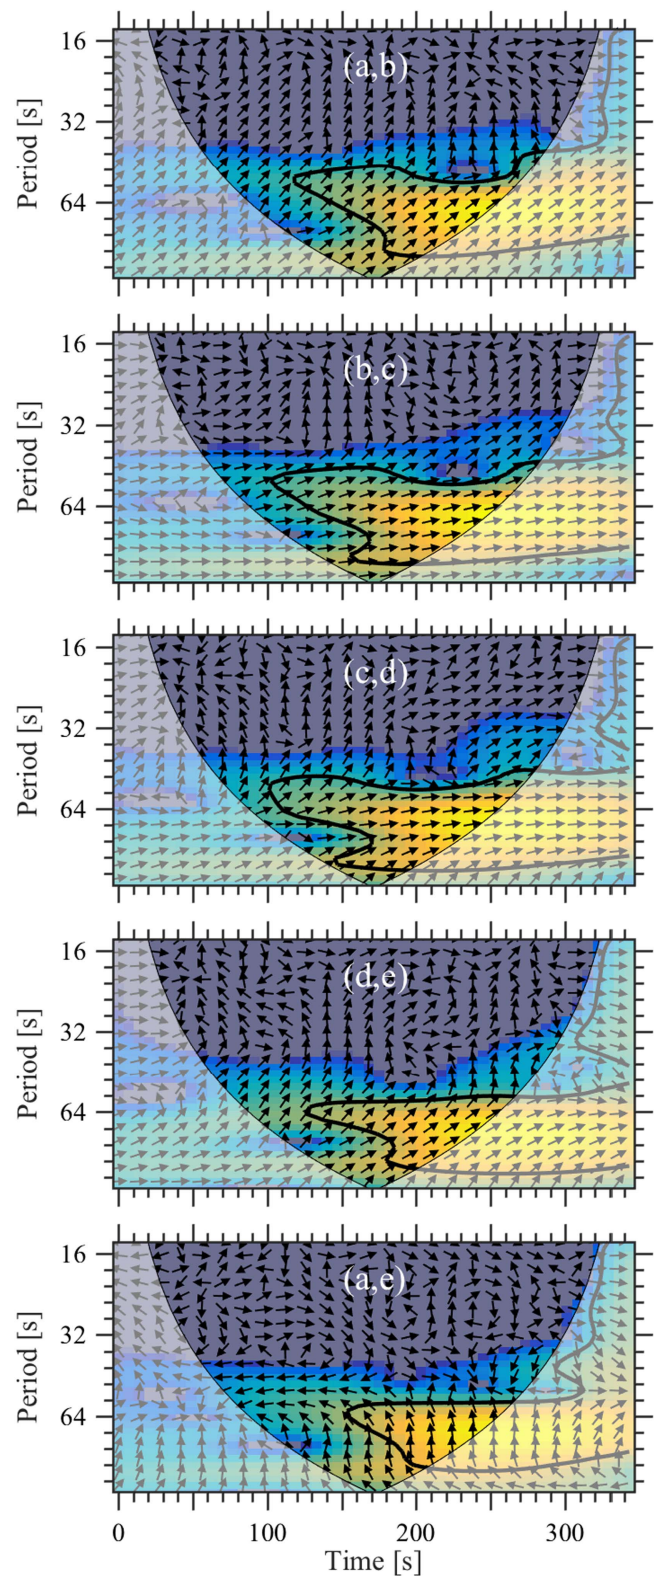 (a,b)
16
32
64
Period [s]
(b,c)
16
32
64
Period [s]
(c,d)
16
32
64
Period [s]
(d,e)
16
32
64
Period [s]
(a,e)
16
32
64
Period [s]
0 100 200 300
Time [s]